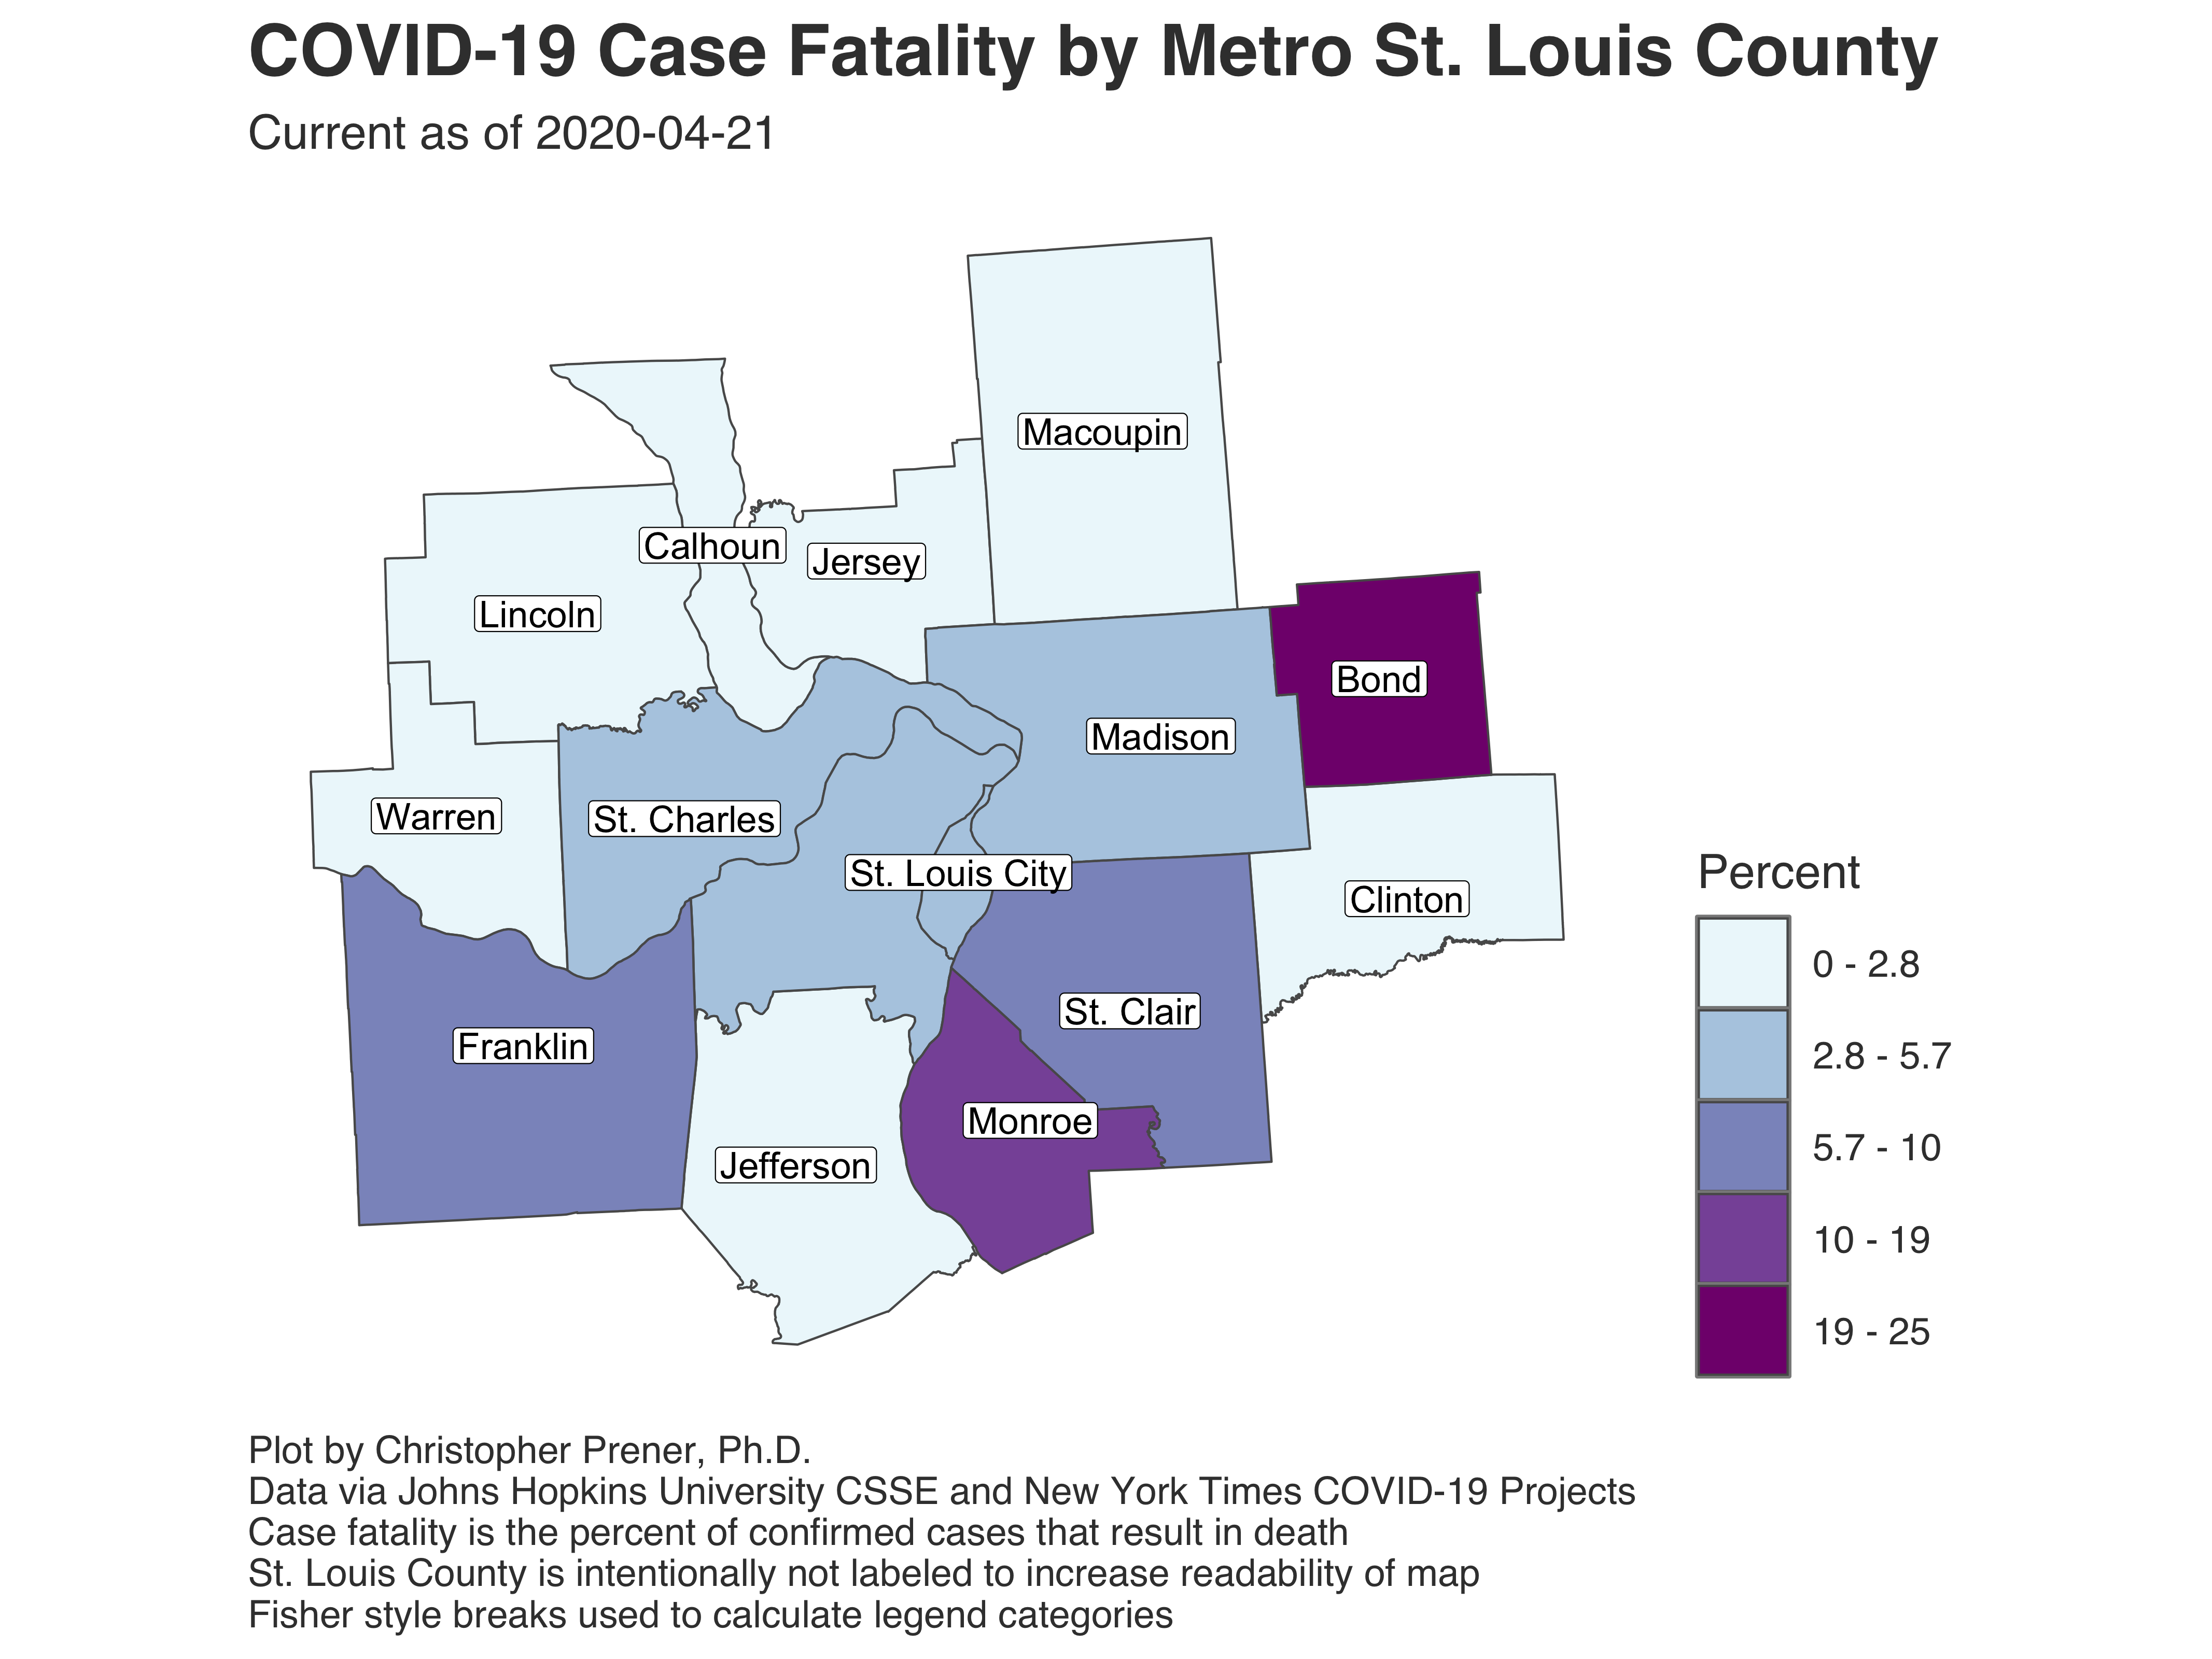 COVID-19 Case Fatality by Metro St. Louis County
Current as of 2020-04-21
Macoupin
Calhoun
Jersey
Lincoln
Bond
Madison
Warren
St. Charles
St. Louis City
Clinton
St. Clair
Franklin
Monroe
Jefferson
Percent
0 - 2.8
2.8 - 5.7
5.7 - 10
10 - 19
19 - 25
Plot by Christopher Prener, Ph.D.
Data via Johns Hopkins University CSSE and New York Times COVID-19 Projects
Case fatality is the percent of confirmed cases that result in death
St. Louis County is intentionally not labeled to increase readability of map
Fisher style breaks used to calculate legend categories